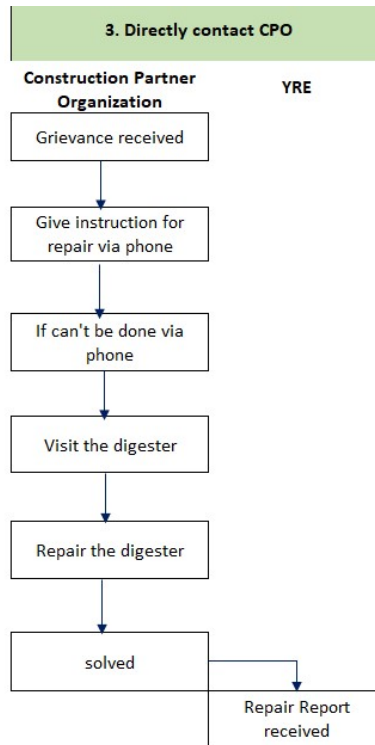 3. Directly contact CPO
Construction Partner
Organization
YRE
Grievance received
Give instruction for
repair via phone
If can't be done via
phone
Visit the digester
Repair the digester
solved
Repair Report
received